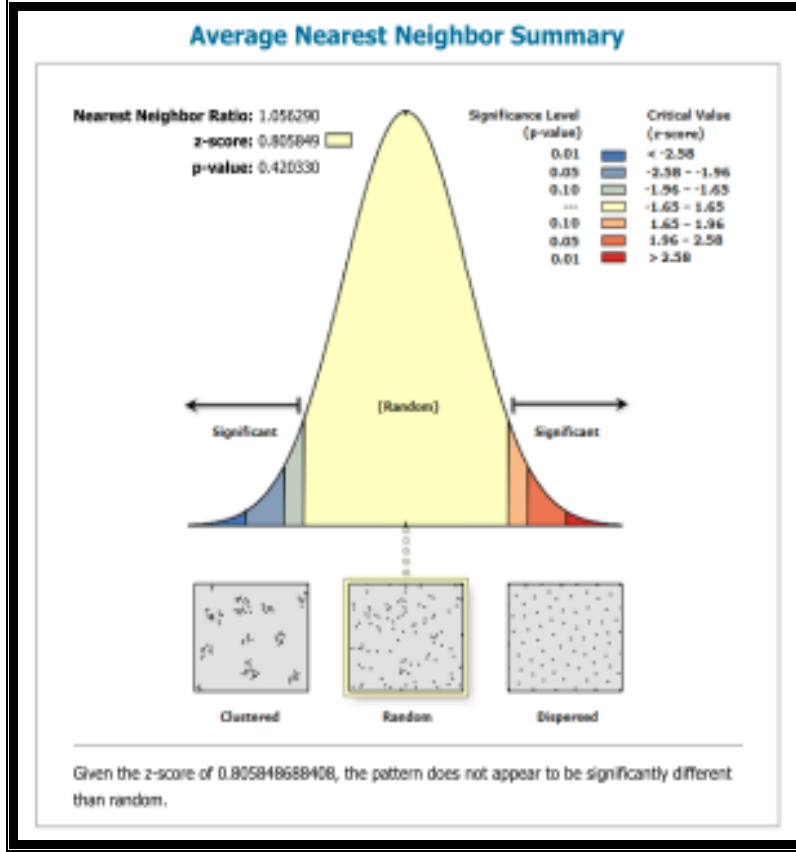 Average Nearest Neighbor Summary
Nearest Neighbor Ratio: 1.056290
z-score: 0.805849
p-value: 0.420330
Significance Level (p-value)
Critical Value (z-score)
0.01 < -2.58
0.05 -2.58 – -1.96
0.10 -1.96 – -1.65
--- -1.65 – 1.65
0.10 1.65 – 1.96
0.05 1.96 – 2.58
0.01 > 2.58
(Random)
Significant
Significant
Clustered
Random
Dispersed
Given the z-score of 0.805848688408, the pattern does not appear to be significantly different
than random.